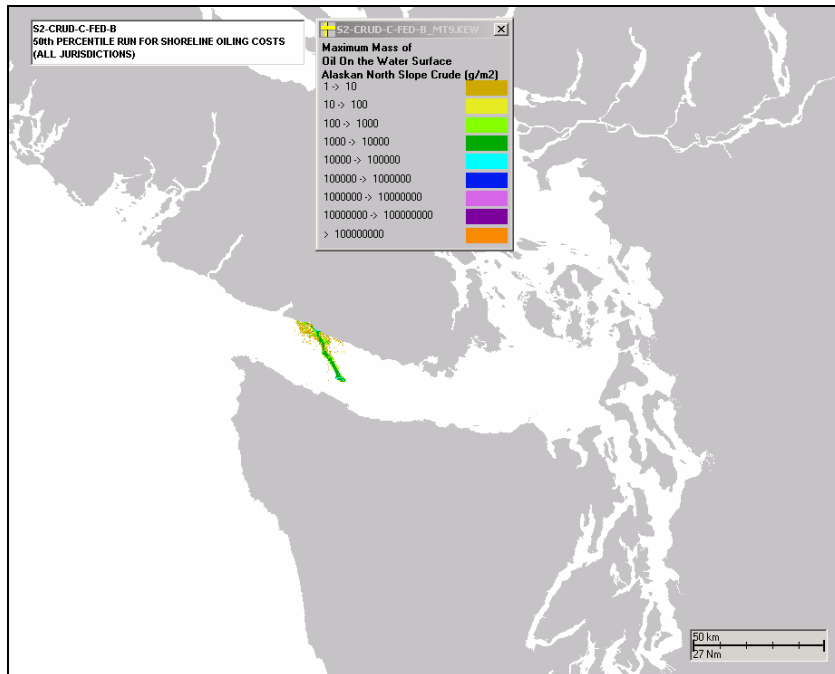 S2-CRUD-C-FED-B
50th PERCENTILE RUN FOR SHORELINE OILING COSTS
(ALL JURISDICTIONS)
S2-CRUD-C-FED-B_MT9.KEW
Maximum Mass of
Oil On the Water Surface
Alaskan North Slope Crude (g/m2)
1 -> 10
10 -> 100
100 -> 1000
1000 -> 10000
10000 -> 100000
100000 -> 1000000
1000000 -> 10000000
10000000 -> 100000000
> 100000000
50 km
27 Nm